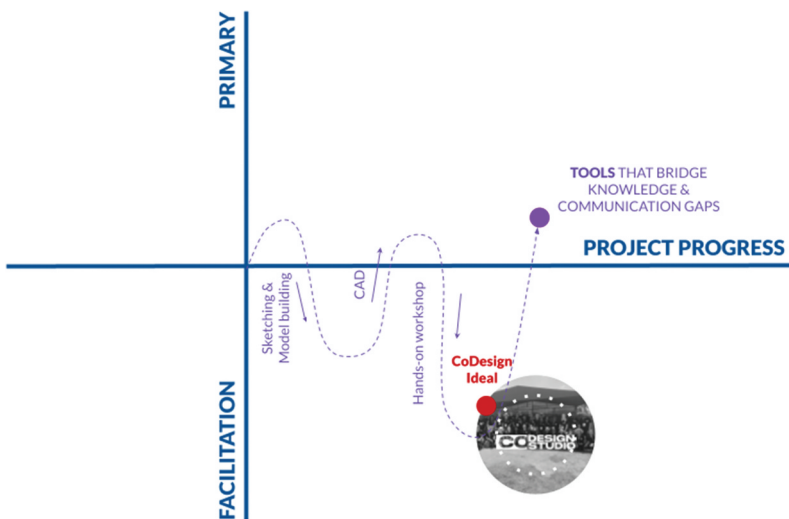 PRIMARY
TOOLS THAT BRIDGE
KNOWLEDGE &
COMMUNICATION GAPS
PROJECT PROGRESS
Sketching &
Model building
CAD
Hands-on workshop
CoDesign
Ideal
FACILITATION
CO DESIGN
STUDIO